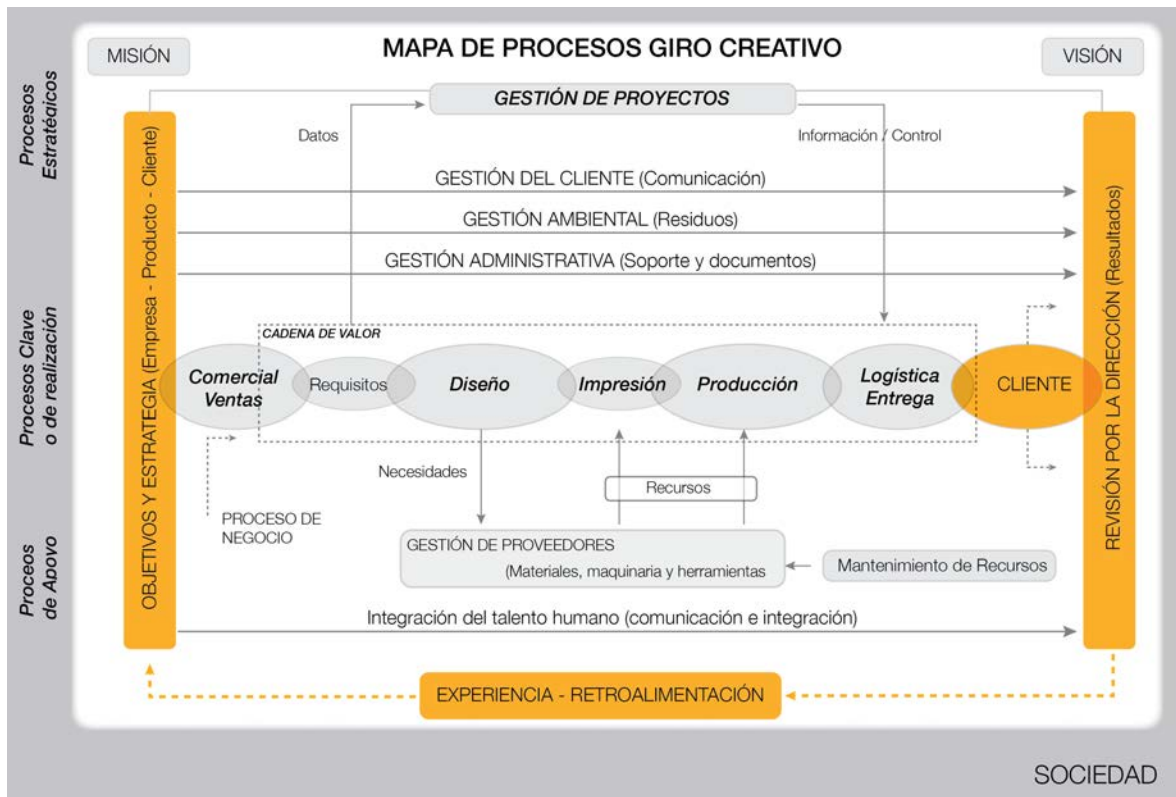 MISIÓN
MAPA DE PROCESOS GIRO CREATIVO
VISIÓN
Procesos
Estratégicos
GESTIÓN DE PROYECTOS
Datos
Información / Control
GESTIÓN DEL CLIENTE (Comunicación)
GESTIÓN AMBIENTAL (Residuos)
GESTIÓN ADMINISTRATIVA (Soporte y documentos)
OBJETIVOS Y ESTRATEGIA (Empresa - Producto - Cliente)
REVISIÓN POR LA DIRECCIÓN (Resultados)
Procesos Clave
o de realización
CADENA DE VALOR
Comercial
Ventas
Requisitos
Diseño
Impresión
Producción
Logística
Entrega
CLIENTE
Necesidades
Recursos
PROCESO DE
NEGOCIO
Proceos
de Apoyo
GESTIÓN DE PROVEEDORES
(Materiales, maquinaria y herramientas
Mantenimiento de Recursos
Integración del talento humano (comunicación e integración)
EXPERIENCIA - RETROALIMENTACIÓN
SOCIEDAD